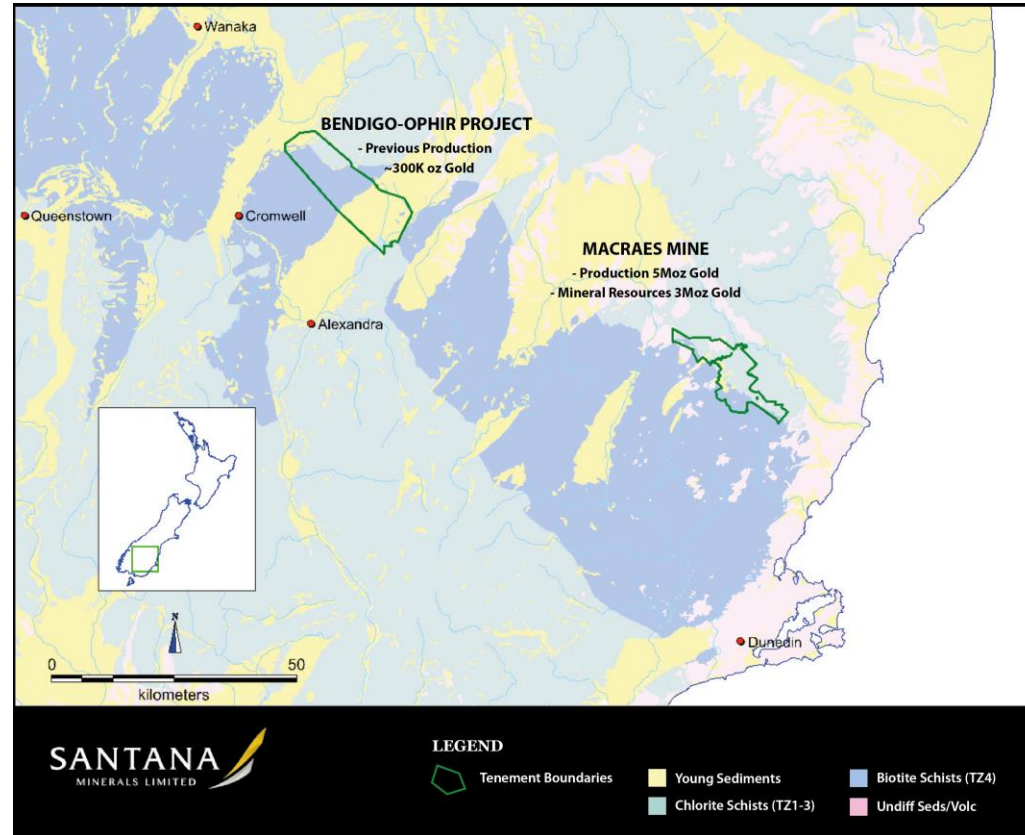 Wanaka
BENDIGO-OPHIR PROJECT
- Previous Production
~300K oz Gold
Queenstown
Cromwell
MACRAES MINE
- Production 5Moz Gold
- Mineral Resources 3Moz Gold
Alexandra
N
Dunedin
0 50
kilometers
SANTANA
MINERALS LIMITED
LEGEND
Tenement Boundaries
Young Sediments
Biotite Schists (TZ4)
Chlorite Schists (TZ1-3)
Undiff Seds/Volc